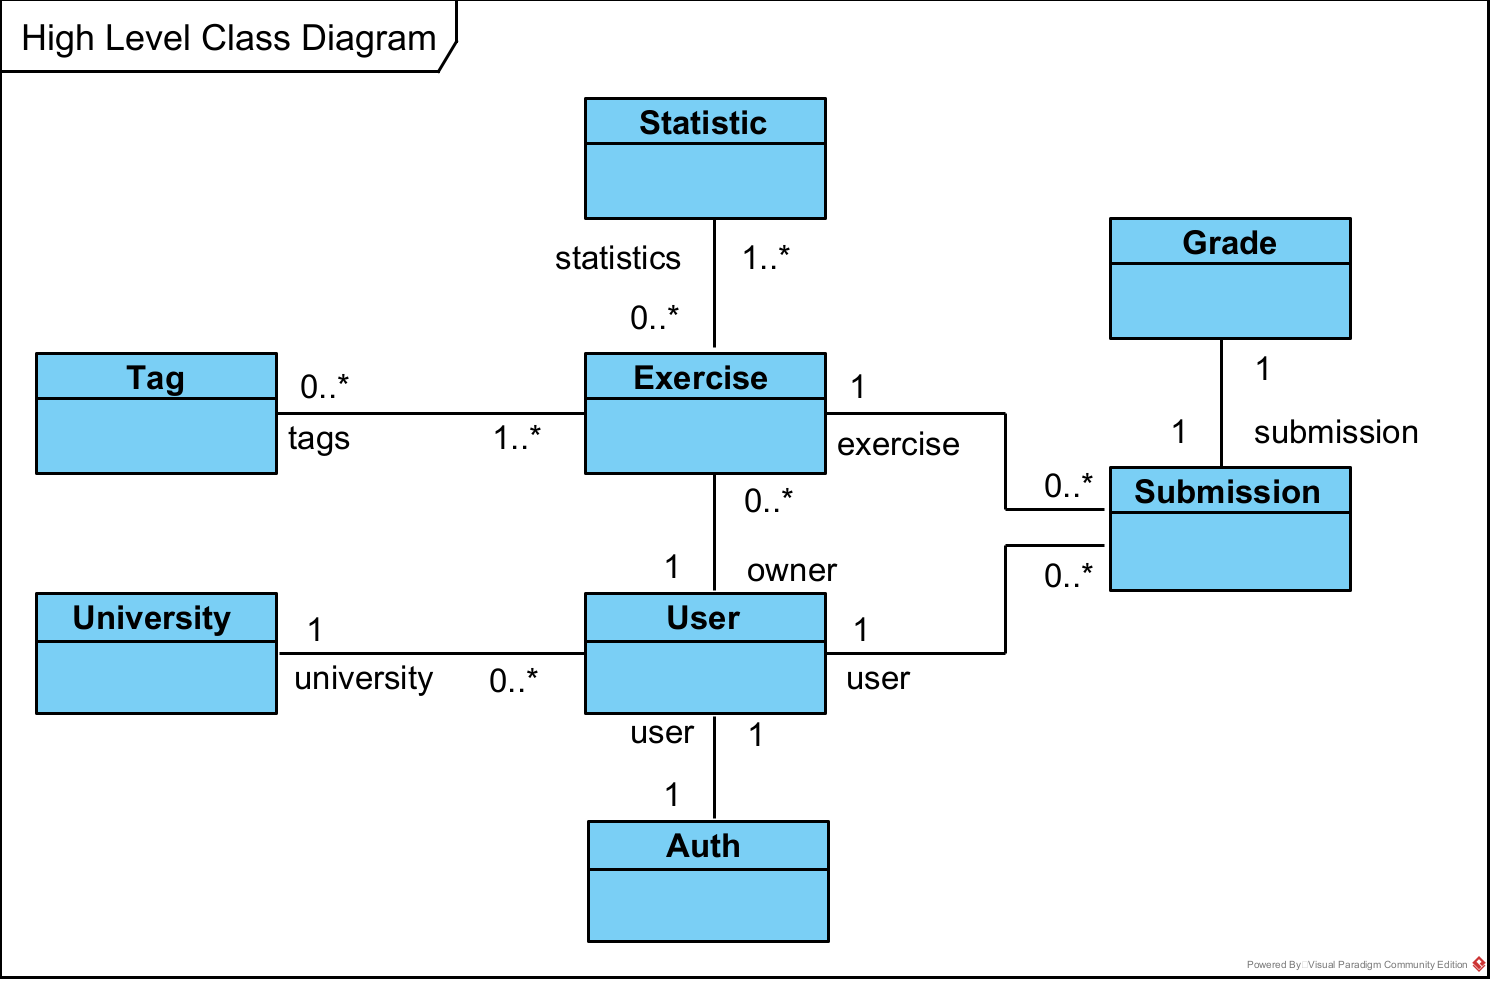 High Level Class Diagram
Statistic
statistics 1..*
0..*
Grade
1
1 submission
Tag
0..*
tags 1..*
Exercise
1
exercise
0..*
0..*
Submission
0..*
1 owner
University
1
university 0..*
User
1
user
user 1
1
Auth
Powered By Visual Paradigm Community Edition